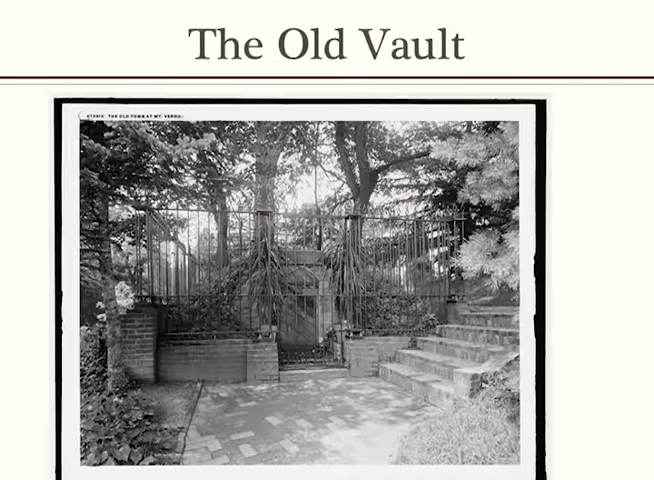 The Old Vault
THE OLD TOMB AT MT. VERNON